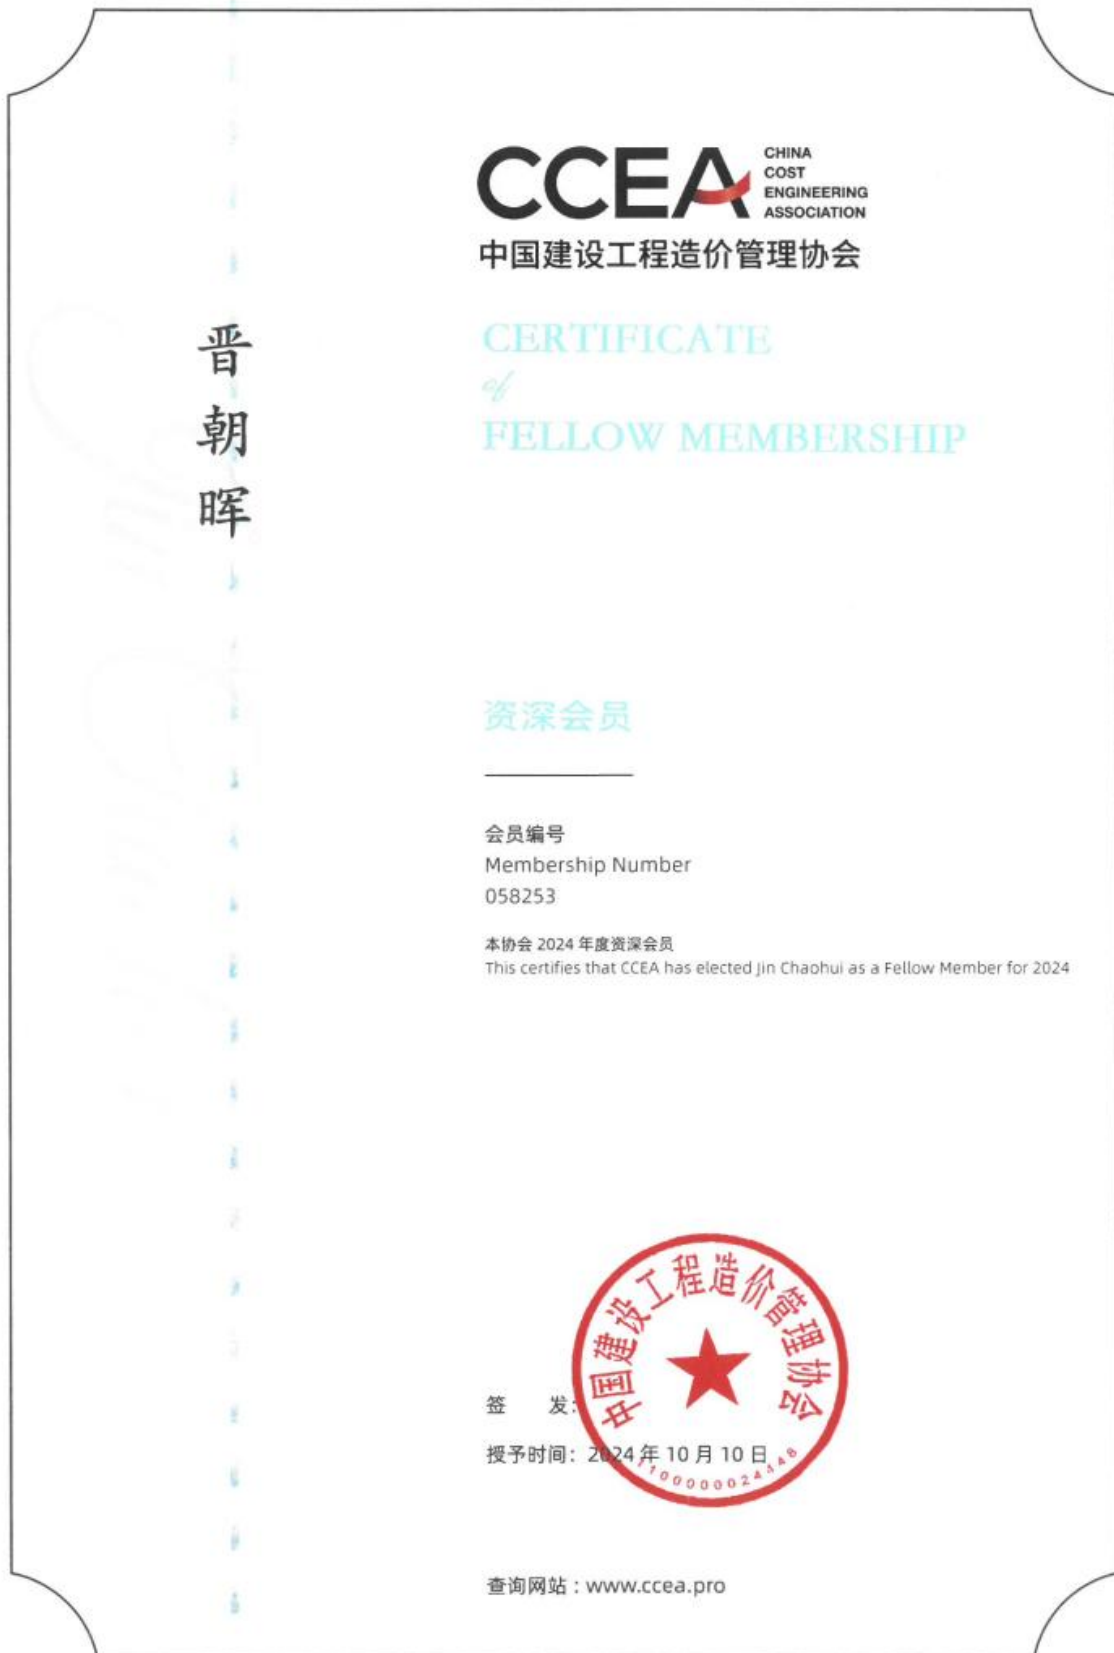 CCEA
CHINA
COST
ENGINEERING
ASSOCIATION
中国建设工程造价管理协会
晋朝晖
CERTIFICATE
of
FELLOW MEMBERSHIP
资深会员
会员编号
Membership Number
058253
本协会 2024 年度资深会员
This certifies that CCEA has elected Jin Chaohui as a Fellow Member for 2024
中国建设工程造价管理协会
签 发:
授予时间：2024 年 10 月 10 日
1100000024448
查询网站：www.ccea.pro